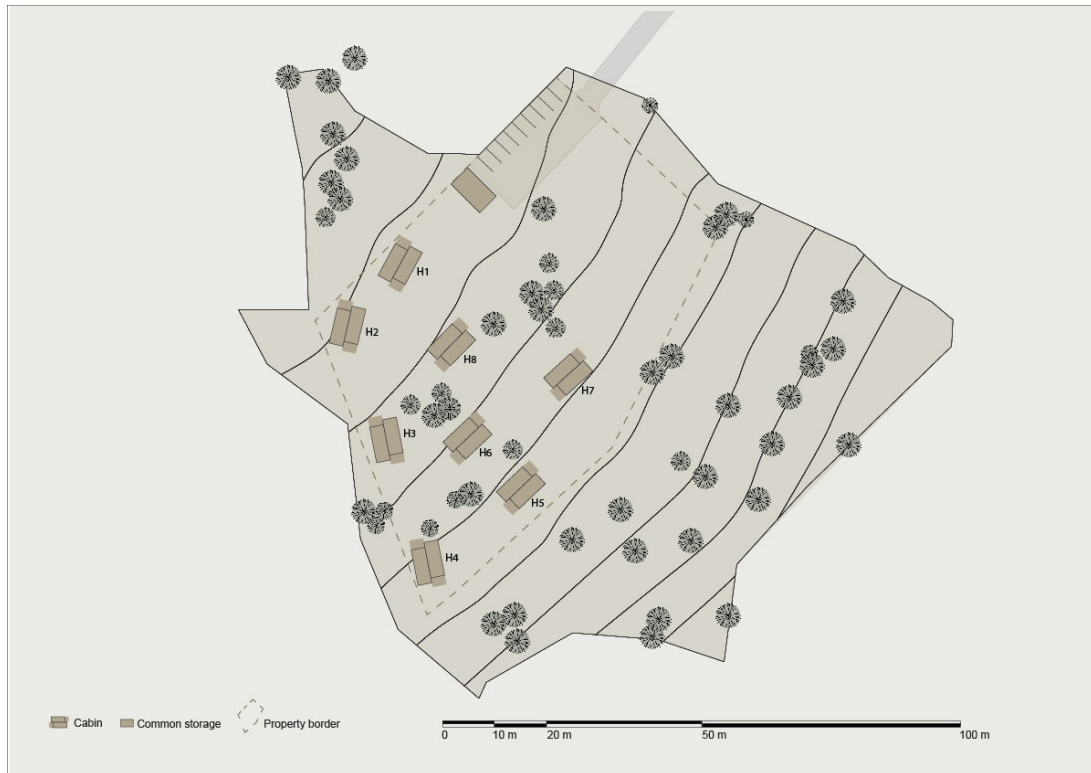 H1
H2
H8
H7
H3
H6
H5
H4
Cabin
Common storage
Property border
0
10 m
20 m
50 m
100 m